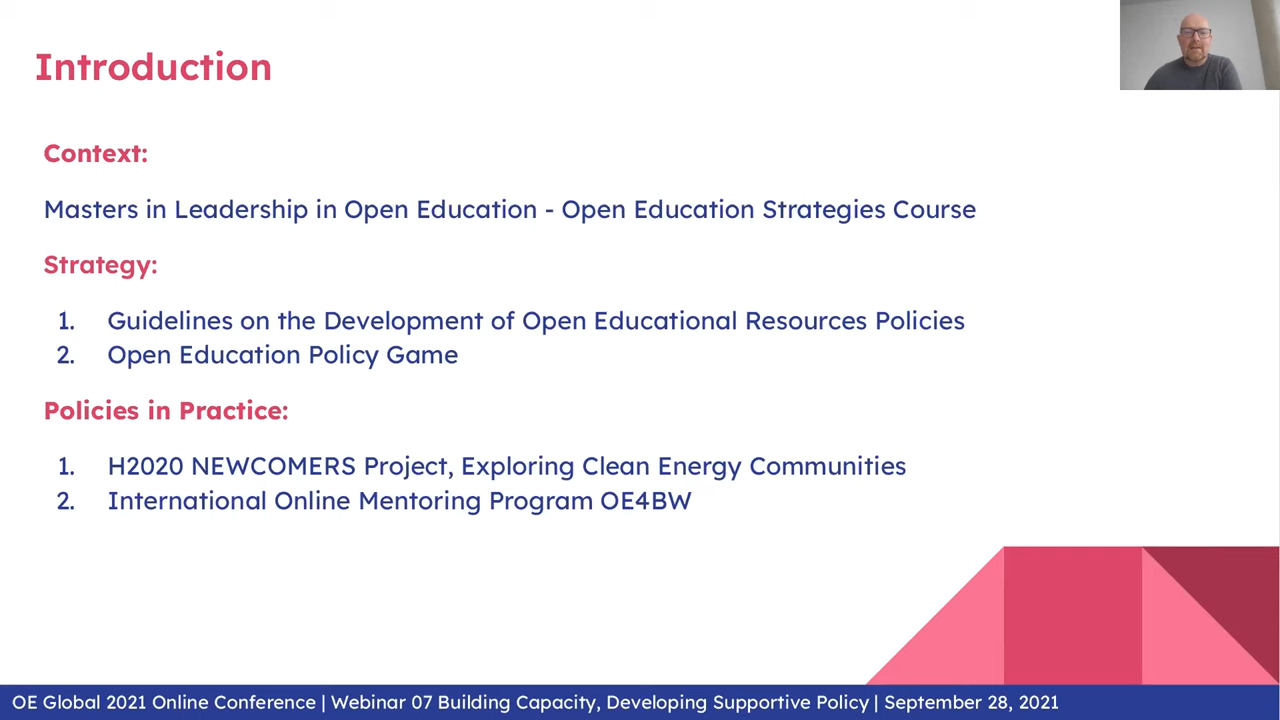 Introduction
Context:
Masters in Leadership in Open Education - Open Education Strategies Course
Strategy:
1. Guidelines on the Development of Open Educational Resources Policies
2. Open Education Policy Game
Policies in Practice:
1. H2020 NEWCOMERS Project, Exploring Clean Energy Communities
2. International Online Mentoring Program OE4BW
OE Global 2021 Online Conference | Webinar 07 Building Capacity, Developing Supportive Policy | September 28, 2021